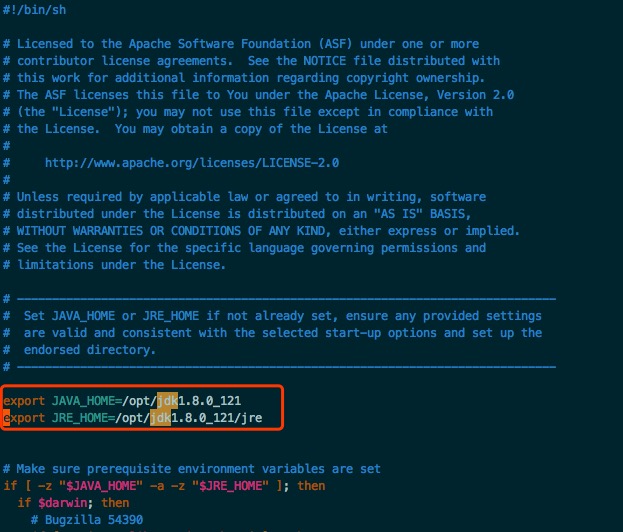 #!/bin/sh
# Licensed to the Apache Software Foundation (ASF) under one or more
# contributor license agreements.  See the NOTICE file distributed with
# this work for additional information regarding copyright ownership.
# The ASF licenses this file to You under the Apache License, Version 2.0
# (the "License"); you may not use this file except in compliance with
# the License.  You may obtain a copy of the License at
#
#     http://www.apache.org/licenses/LICENSE-2.0
#
# Unless required by applicable law or agreed to in writing, software
# distributed under the License is distributed on an "AS IS" BASIS,
# WITHOUT WARRANTIES OR CONDITIONS OF ANY KIND, either express or implied.
# See the License for the specific language governing permissions and
# limitations under the License.
# -----------------------------------------------------------------------------
#  Set JAVA_HOME or JRE_HOME if not already set, ensure any provided settings
#  are valid and consistent with the selected start-up options and set up the
#  endorsed directory.
# -----------------------------------------------------------------------------
export JAVA_HOME=/opt/jdk1.8.0_121
export JRE_HOME=/opt/jdk1.8.0_121/jre
# Make sure prerequisite environment variables are set
if [ -z "$JAVA_HOME" -a -z "$JRE_HOME" ]; then
  if $darwin; then
    # Bugzilla 54390